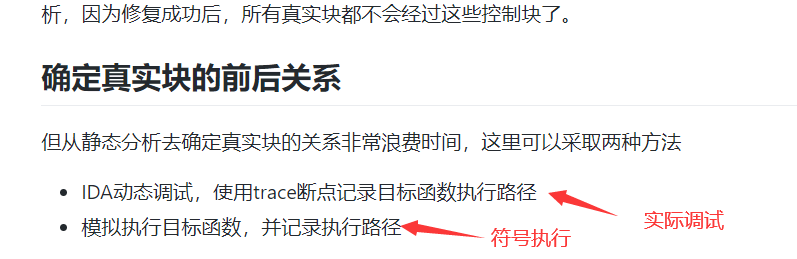 析，因为修复成功后，所有真实块都不会经过这些控制块了。
确定真实块的前后关系
但从静态分析去确定真实块的关系非常浪费时间，这里可以采取两种方法
IDA动态调试，使用trace断点记录目标函数执行路径
实际调试
模拟执行目标函数，并记录执行路径
符号执行